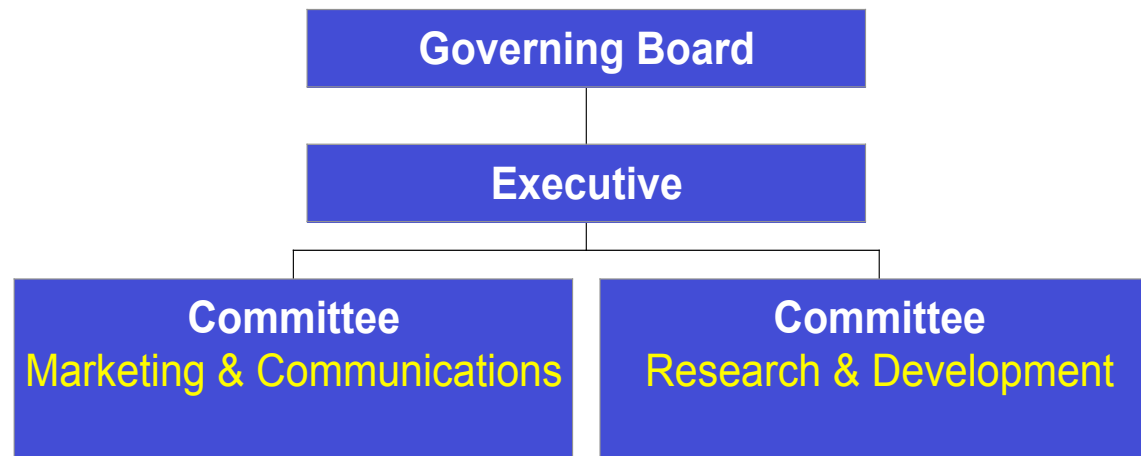 Governing Board
Executive
Committee
Marketing & Communications
Committee
Research & Development